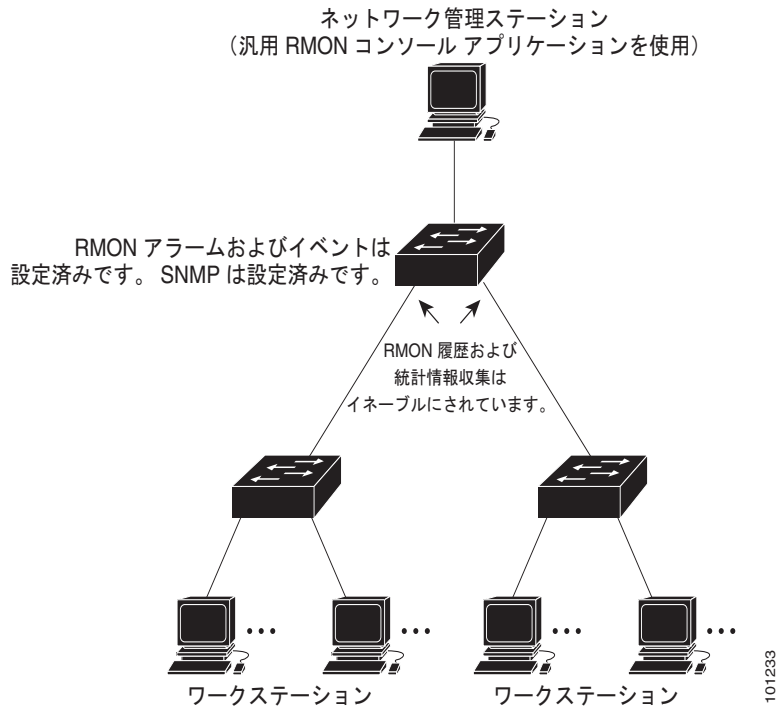 ネットワーク管理ステーション
（汎用 RMON コンソール アプリケーションを使用）
RMON アラームおよびイベントは
設定済みです。 SNMP は設定済みです。
RMON 履歴および
統計情報収集は
イネーブルにされています。
...
...
...
...
ワークステーション
ワークステーション
101233